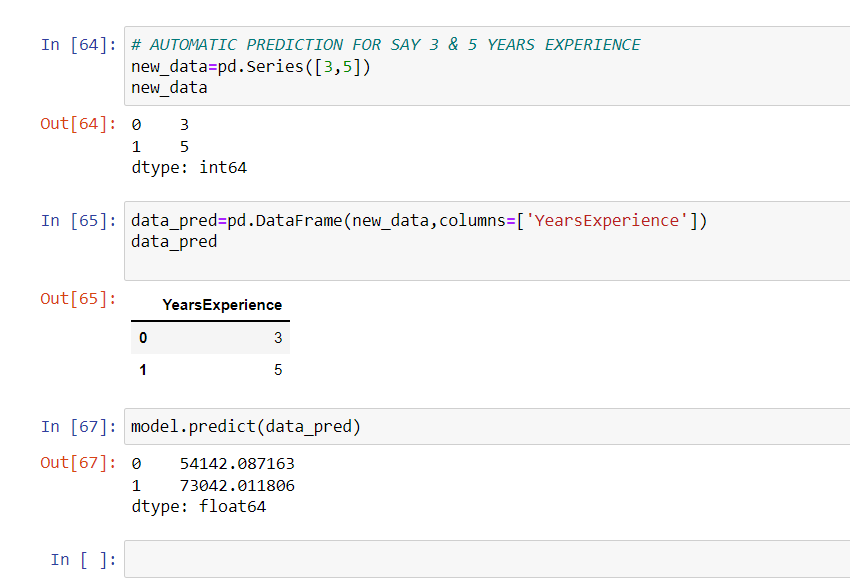 In [64]: # AUTOMATIC PREDICTION FOR SAY 3 & 5 YEARS EXPERIENCE
new_data=pd.Series([3,5])
new_data
Out[64]: 0    3
1    5
dtype: int64
In [65]: data_pred=pd.DataFrame(new_data,columns=['YearsExperience'])
data_pred
Out[65]:
YearsExperience
0 3
1 5
In [67]: model.predict(data_pred)
Out[67]: 0    54142.087163
1    73042.011806
dtype: float64
In [ ]: